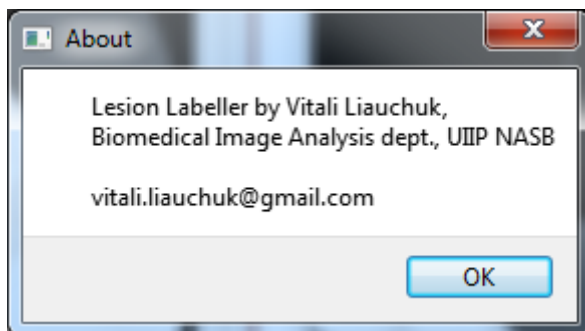 About
Lesion Labeller by Vitali Liauchuk,
Biomedical Image Analysis dept., UIIP NASB
vitali.liauchuk@gmail.com
OK